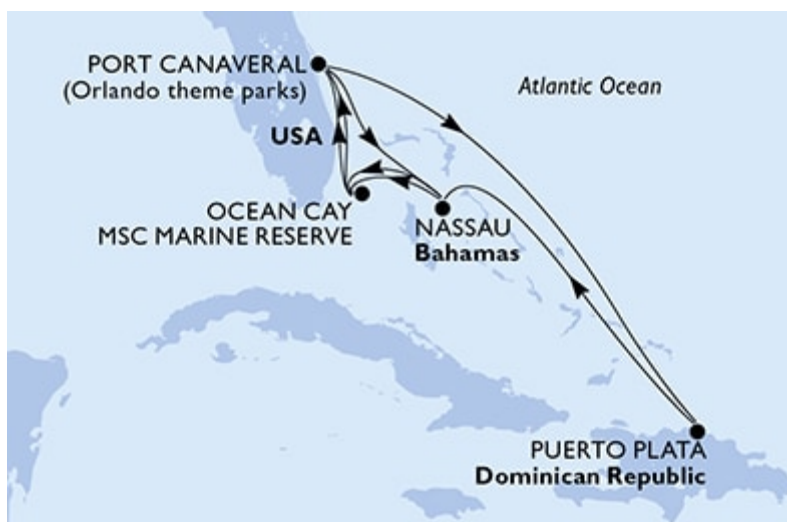 PORT CANAVERAL
(Orlando theme parks)
Atlantic Ocean
USA
OCEAN CAY
MSC MARINE RESERVE
NASSAU
Bahamas
PUERTO PLATA
Dominican Republic